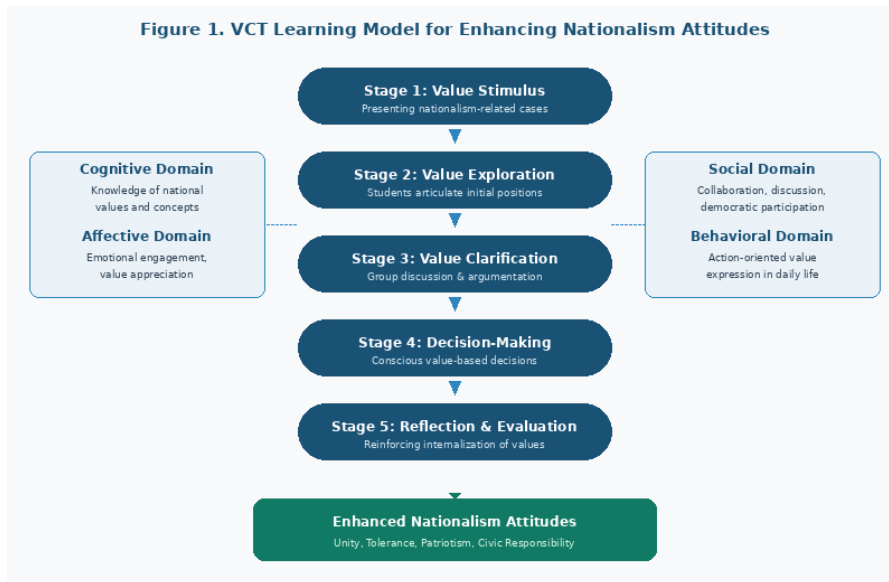 Figure 1. VCT Learning Model for Enhancing Nationalism Attitudes
Stage 1: Value Stimulus
Presenting nationalism-related cases
Stage 2: Value Exploration
Students articulate initial positions
Cognitive Domain
Knowledge of national
values and concepts
Affective Domain
Emotional engagement,
value appreciation
Social Domain
Collaboration, discussion,
democratic participation
Behavioral Domain
Action-oriented value
expression in daily life
Stage 3: Value Clarification
Group discussion & argumentation
Stage 4: Decision-Making
Conscious value-based decisions
Stage 5: Reflection & Evaluation
Reinforcing internalization of values
Enhanced Nationalism Attitudes
Unity, Tolerance, Patriotism, Civic Responsibility